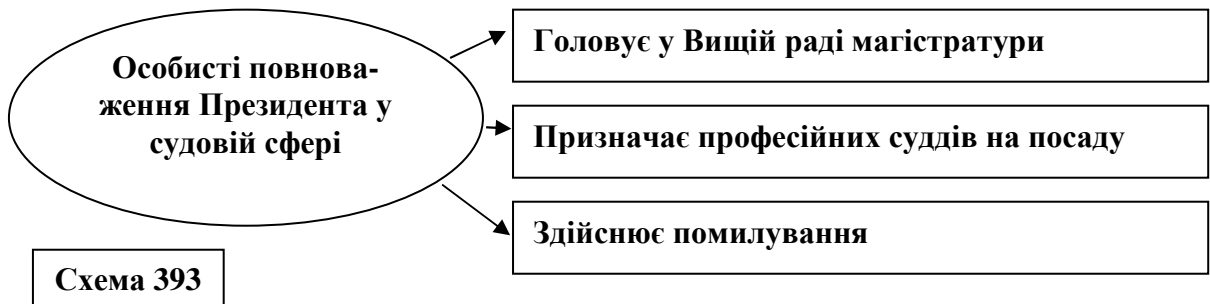 Особисті повнова-
ження Президента у
судовій сфері
Головує у Вищій раді магістратури
Призначає професійних суддів на посаду
Здійснює помилування
Схема 393